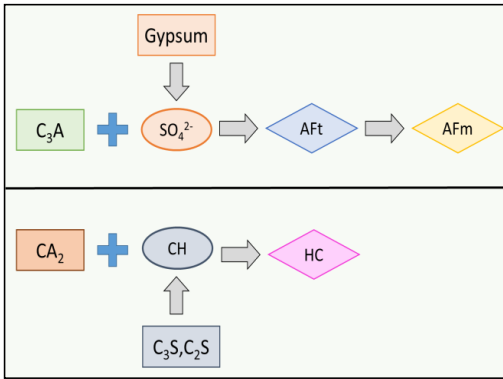 Gypsum
C₃A
SO₄²⁻
AFt
AFm
CA₂
CH
HC
C₃S,C₂S